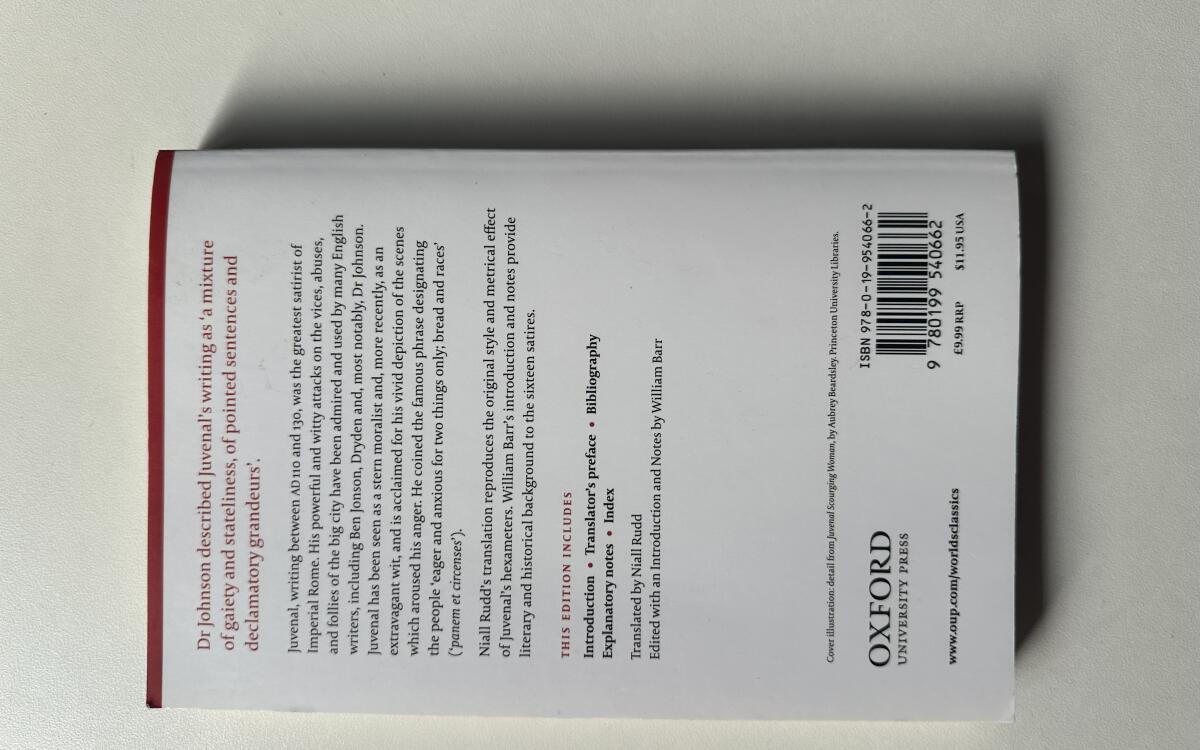 Dr Johnson described Juvenal's writing as 'a mixture
of gaiety and stateliness, of pointed sentences and
declamatory grandeurs'.
Juvenal, writing between AD 110 and 130, was the greatest satirist of
Imperial Rome. His powerful and witty attacks on the vices, abuses,
and follies of the big city have been admired and used by many English
writers, including Ben Jonson, Dryden and, most notably, Dr Johnson.
Juvenal has been seen as a stern moralist and, more recently, as an
extravagant wit, and is acclaimed for his vivid depiction of the scenes
which aroused his anger. He coined the famous phrase designating
the people 'eager and anxious for two things only; bread and races'
('panem et circenses').
Niall Rudd's translation reproduces the original style and metrical effect
of Juvenal's hexameters. William Barr's introduction and notes provide
literary and historical background to the sixteen satires.
THIS EDITION INCLUDES
Introduction • Translator's preface • Bibliography
Explanatory notes • Index
Translated by Niall Rudd
Edited with an Introduction and Notes by William Barr
Cover illustration: detail from Juvenal Scourging Woman, by Aubrey Beardsley. Princeton University Libraries.
OXFORD
UNIVERSITY PRESS
www.oup.com/worldsclassics
ISBN 978-0-19-954066-2
9 780199 540662
£9.99 RRP $11.95 USA